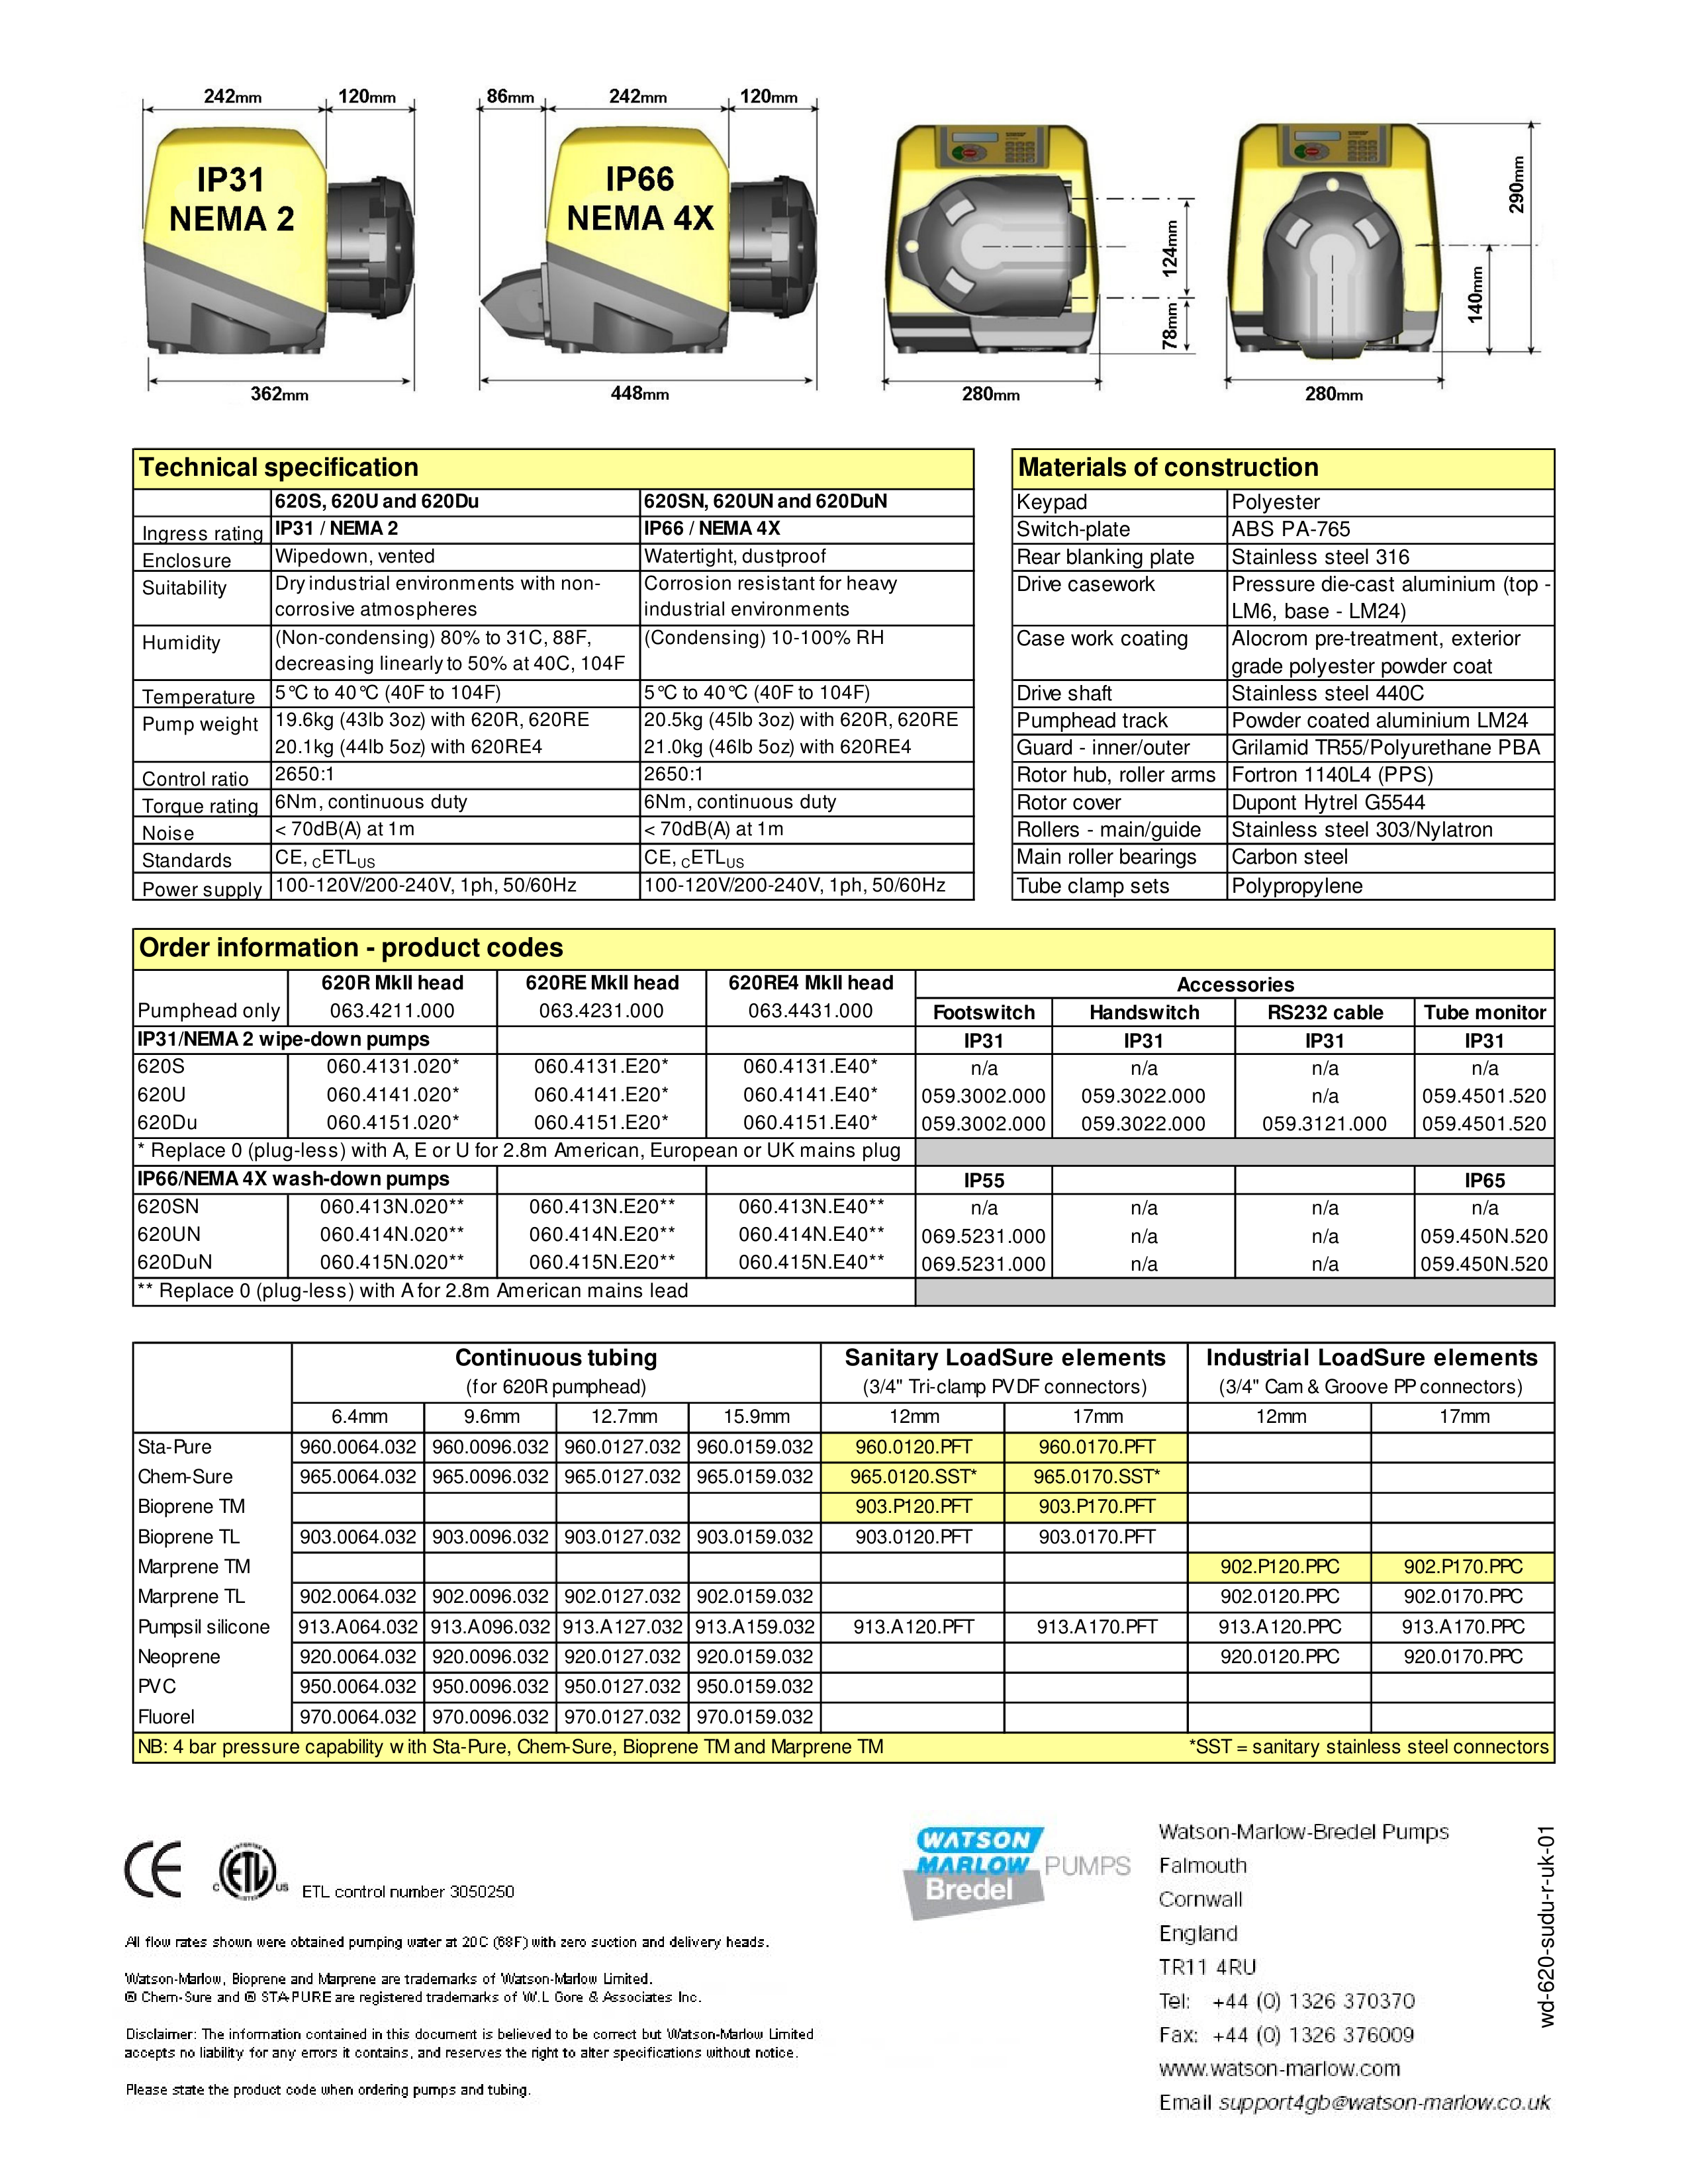 242mm 120mm 86mm 242mm 120mm
IP31
NEMA 2
IP66
NEMA 4X
124mm
78mm
290mm
140mm
362mm 448mm 280mm 280mm
Technical specification
620S, 620U and 620Du 620SN, 620UN and 620DuN
Ingress rating IP31 / NEMA 2 IP66 / NEMA 4X
Enclosure Wipedown, vented Watertight, dustproof
Suitability Dry industrial environments with non- Corrosion resistant for heavy
corrosive atmospheres industrial environments
Humidity (Non-condensing) 80% to 31C, 88F, (Condensing) 10-100% RH
decreasing linearly to 50% at 40C, 104F
Temperature 5°C to 40°C (40F to 104F) 5°C to 40°C (40F to 104F)
Pump weight 19.6kg (43lb 3oz) with 620R, 620RE 20.5kg (45lb 3oz) with 620R, 620RE
20.1kg (44lb 5oz) with 620RE4 21.0kg (46lb 5oz) with 620RE4
Control ratio 2650:1 2650:1
Torque rating 6Nm, continuous duty 6Nm, continuous duty
Noise < 70dB(A) at 1m < 70dB(A) at 1m
Standards CE, cETLUS CE, cETLUS
Power supply 100-120V/200-240V, 1ph, 50/60Hz 100-120V/200-240V, 1ph, 50/60Hz
Materials of construction
Keypad Polyester
Switch-plate ABS PA-765
Rear blanking plate Stainless steel 316
Drive casework Pressure die-cast aluminium (top -
LM6, base - LM24)
Case work coating Alocrom pre-treatment, exterior
grade polyester powder coat
Drive shaft Stainless steel 440C
Pumphead track Powder coated aluminium LM24
Guard - inner/outer Grilamid TR55/Polyurethane PBA
Rotor hub, roller arms Fortron 1140L4 (PPS)
Rotor cover Dupont Hytrel G5544
Rollers - main/guide Stainless steel 303/Nylatron
Main roller bearings Carbon steel
Tube clamp sets Polypropylene
Order information - product codes
620R MkII head 620RE MkII head 620RE4 MkII head Accessories
Pumphead only 063.4211.000 063.4231.000 063.4431.000 Footswitch Handswitch RS232 cable Tube monitor
IP31/NEMA 2 wipe-down pumps IP31 IP31 IP31 IP31
620S 060.4131.020* 060.4131.E20* 060.4131.E40* n/a n/a n/a n/a
620U 060.4141.020* 060.4141.E20* 060.4141.E40* 059.3002.000 059.3022.000 n/a 059.4501.520
620Du 060.4151.020* 060.4151.E20* 060.4151.E40* 059.3002.000 059.3022.000 059.3121.000 059.4501.520
* Replace 0 (plug-less) with A, E or U for 2.8m American, European or UK mains plug
IP66/NEMA 4X wash-down pumps IP55 IP65
620SN 060.413N.020** 060.413N.E20** 060.413N.E40** n/a n/a n/a n/a
620UN 060.414N.020** 060.414N.E20** 060.414N.E40** 069.5231.000 n/a n/a 059.450N.520
620DuN 060.415N.020** 060.415N.E20** 060.415N.E40** 069.5231.000 n/a n/a 059.450N.520
** Replace 0 (plug-less) with A for 2.8m American mains lead
Continuous tubing Sanitary LoadSure elements Industrial LoadSure elements
(for 620R pumphead) (3/4" Tri-clamp PVDF connectors) (3/4" Cam & Groove PP connectors)
6.4mm 9.6mm 12.7mm 15.9mm 12mm 17mm 12mm 17mm
Sta-Pure 960.0064.032 960.0096.032 960.0127.032 960.0159.032 960.0120.PFT 960.0170.PFT
Chem-Sure 965.0064.032 965.0096.032 965.0127.032 965.0159.032 965.0120.SST* 965.0170.SST*
Bioprene TM 903.P120.PFT 903.P170.PFT
Bioprene TL 903.0064.032 903.0096.032 903.0127.032 903.0159.032 903.0120.PFT 903.0170.PFT
Marprene TM 902.P120.PPC 902.P170.PPC
Marprene TL 902.0064.032 902.0096.032 902.0127.032 902.0159.032 902.0120.PPC 902.0170.PPC
Pumpsil silicone 913.A064.032 913.A096.032 913.A127.032 913.A159.032 913.A120.PFT 913.A170.PFT 913.A120.PPC 913.A170.PPC
Neoprene 920.0064.032 920.0096.032 920.0127.032 920.0159.032 920.0120.PPC 920.0170.PPC
PVC 950.0064.032 950.0096.032 950.0127.032 950.0159.032
Fluorel 970.0064.032 970.0096.032 970.0127.032 970.0159.032
NB: 4 bar pressure capability with Sta-Pure, Chem-Sure, Bioprene TM and Marprene TM *SST = sanitary stainless steel connectors
CE C ETL US ETL control number 3050250
All flow rates shown were obtained pumping water at 20C (68F) with zero suction and delivery heads.
Watson-Marlow, Bioprene and Marprene are trademarks of Watson-Marlow Limited.
® Chem-Sure and ® STA-PURE are registered trademarks of W.L Gore & Associates Inc.
Disclaimer: The information contained in this document is believed to be correct but Watson-Marlow Limited
accepts no liability for any errors it contains, and reserves the right to alter specifications without notice.
Please state the product code when ordering pumps and tubing.
WATSON
MARLOW PUMPS
Bredel
Watson-Marlow-Bredel Pumps
Falmouth
Cornwall
England
TR11 4RU
Tel: +44 (0) 1326 370370
Fax: +44 (0) 1326 376009
www.watson-marlow.com
Email support4gb@watson-marlow.co.uk
wd-620-sudu-r-uk-01